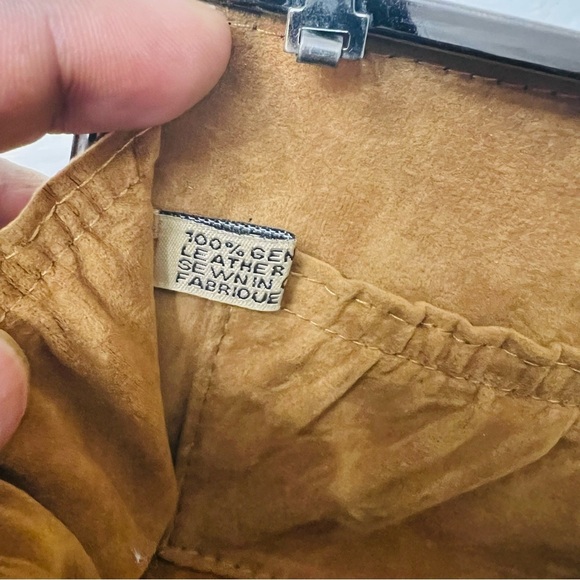 100% GEN
LEATHER
SEWN IN
FABRIQUE